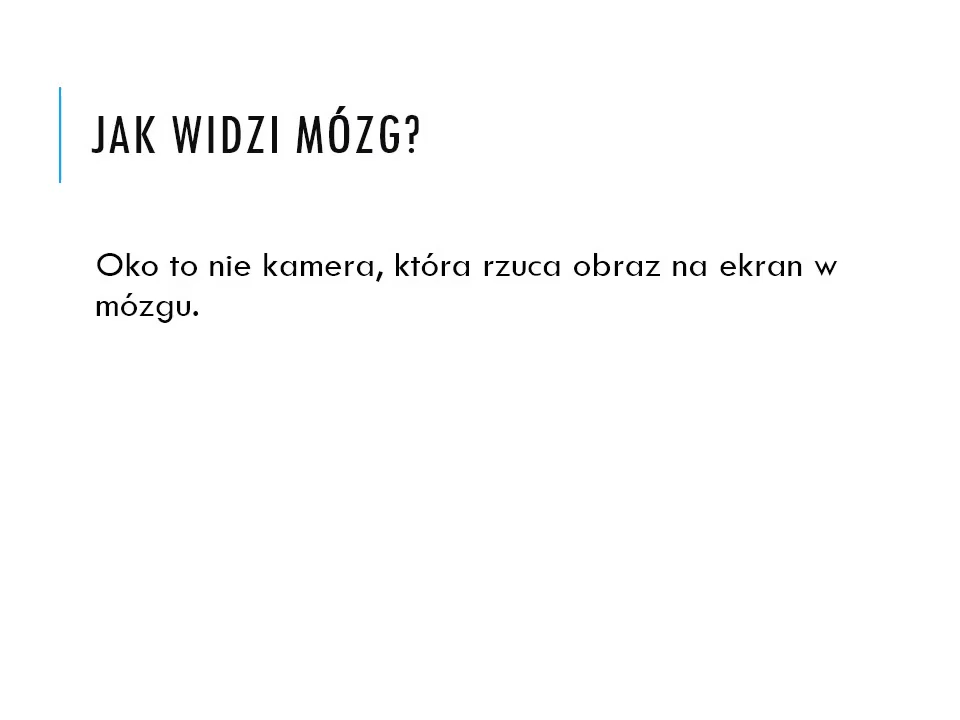 JAK WIDZI MÓZG?
Oko to nie kamera, która rzuca obraz na ekran w
mózgu.